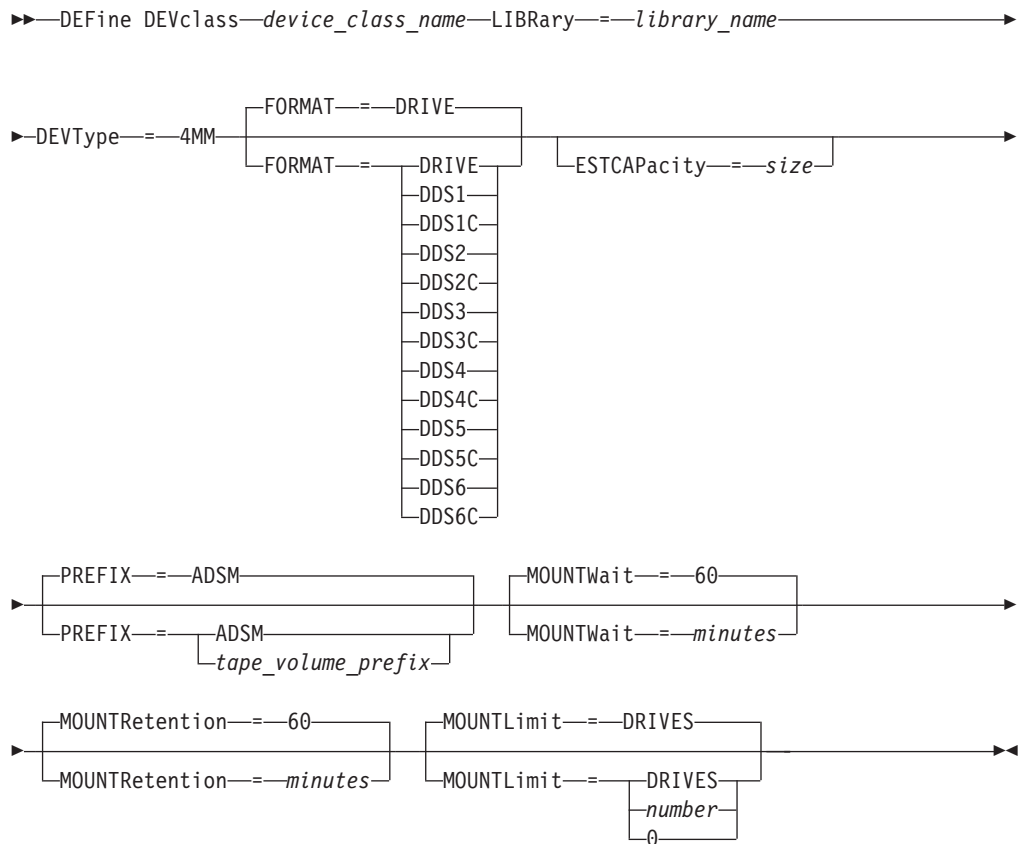 DEFine DEVclass device_class_name LIBRary = library_name
FORMAT = DRIVE
DEVType = 4MM
FORMAT = DRIVE
ESTCAPacity = size
DDS1
DDS1C
DDS2
DDS2C
DDS3
DDS3C
DDS4
DDS4C
DDS5
DDS5C
DDS6
DDS6C
PREFIX = ADSM MOUNTWait = 60
PREFIX = ADSM MOUNTWait = minutes
tape_volume_prefix
MOUNTRetention = 60 MOUNTLimit = DRIVES
MOUNTRetention = minutes MOUNTLimit = DRIVES
number
0